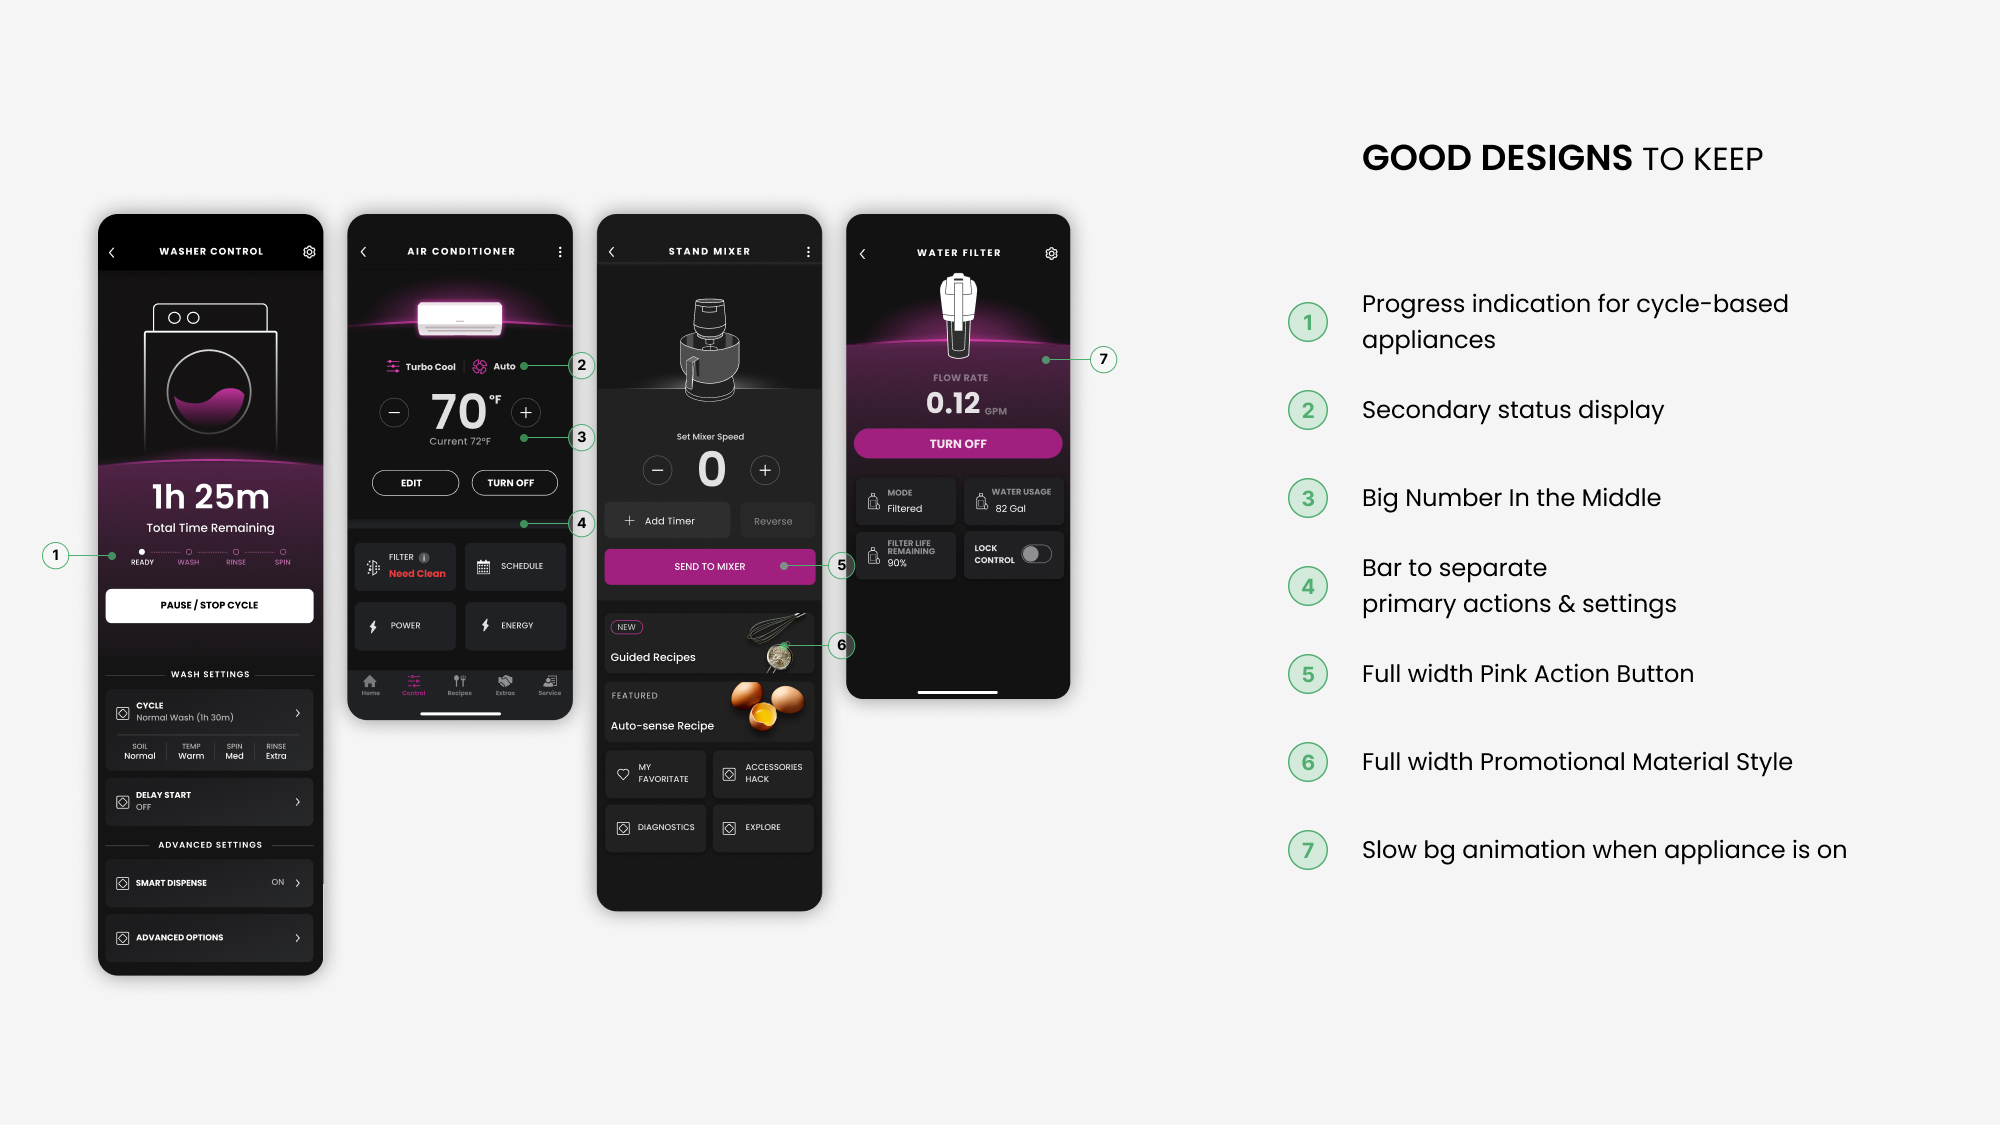 GOOD DESIGNS TO KEEP
WASHER CONTROL
1h 25m
Total Time Remaining
1
READY WASH RINSE SPIN
PAUSE / STOP CYCLE
WASH SETTINGS
CYCLE
Normal Wash (1h 30m)
SOIL TEMP SPIN RINSE
Normal Warm Med Extra
DELAY START
OFF
ADVANCED SETTINGS
SMART DISPENSE ON
ADVANCED OPTIONS
AIR CONDITIONER
Turbo Cool Auto
2
70°F
3
Current 72°F
EDIT TURN OFF
4
FILTER i
Need Clean
SCHEDULE
POWER ENERGY
Home Control Recipes Extras Service
STAND MIXER
Set Mixer Speed
0
Add Timer Reverse
SEND TO MIXER
5
NEW
Guided Recipes
6
FEATURED
Auto-sense Recipe
MY
FAVORITATE
ACCESSORIES
HACK
DIAGNOSTICS EXPLORE
WATER FILTER
7
FLOW RATE
0.12 GPM
TURN OFF
MODE
Filtered
WATER USAGE
82 Gal
FILTER LIFE
REMAINING
90%
LOCK
CONTROL
1 Progress indication for cycle-based
appliances
2 Secondary status display
3 Big Number In the Middle
4 Bar to separate
primary actions & settings
5 Full width Pink Action Button
6 Full width Promotional Material Style
7 Slow bg animation when appliance is on